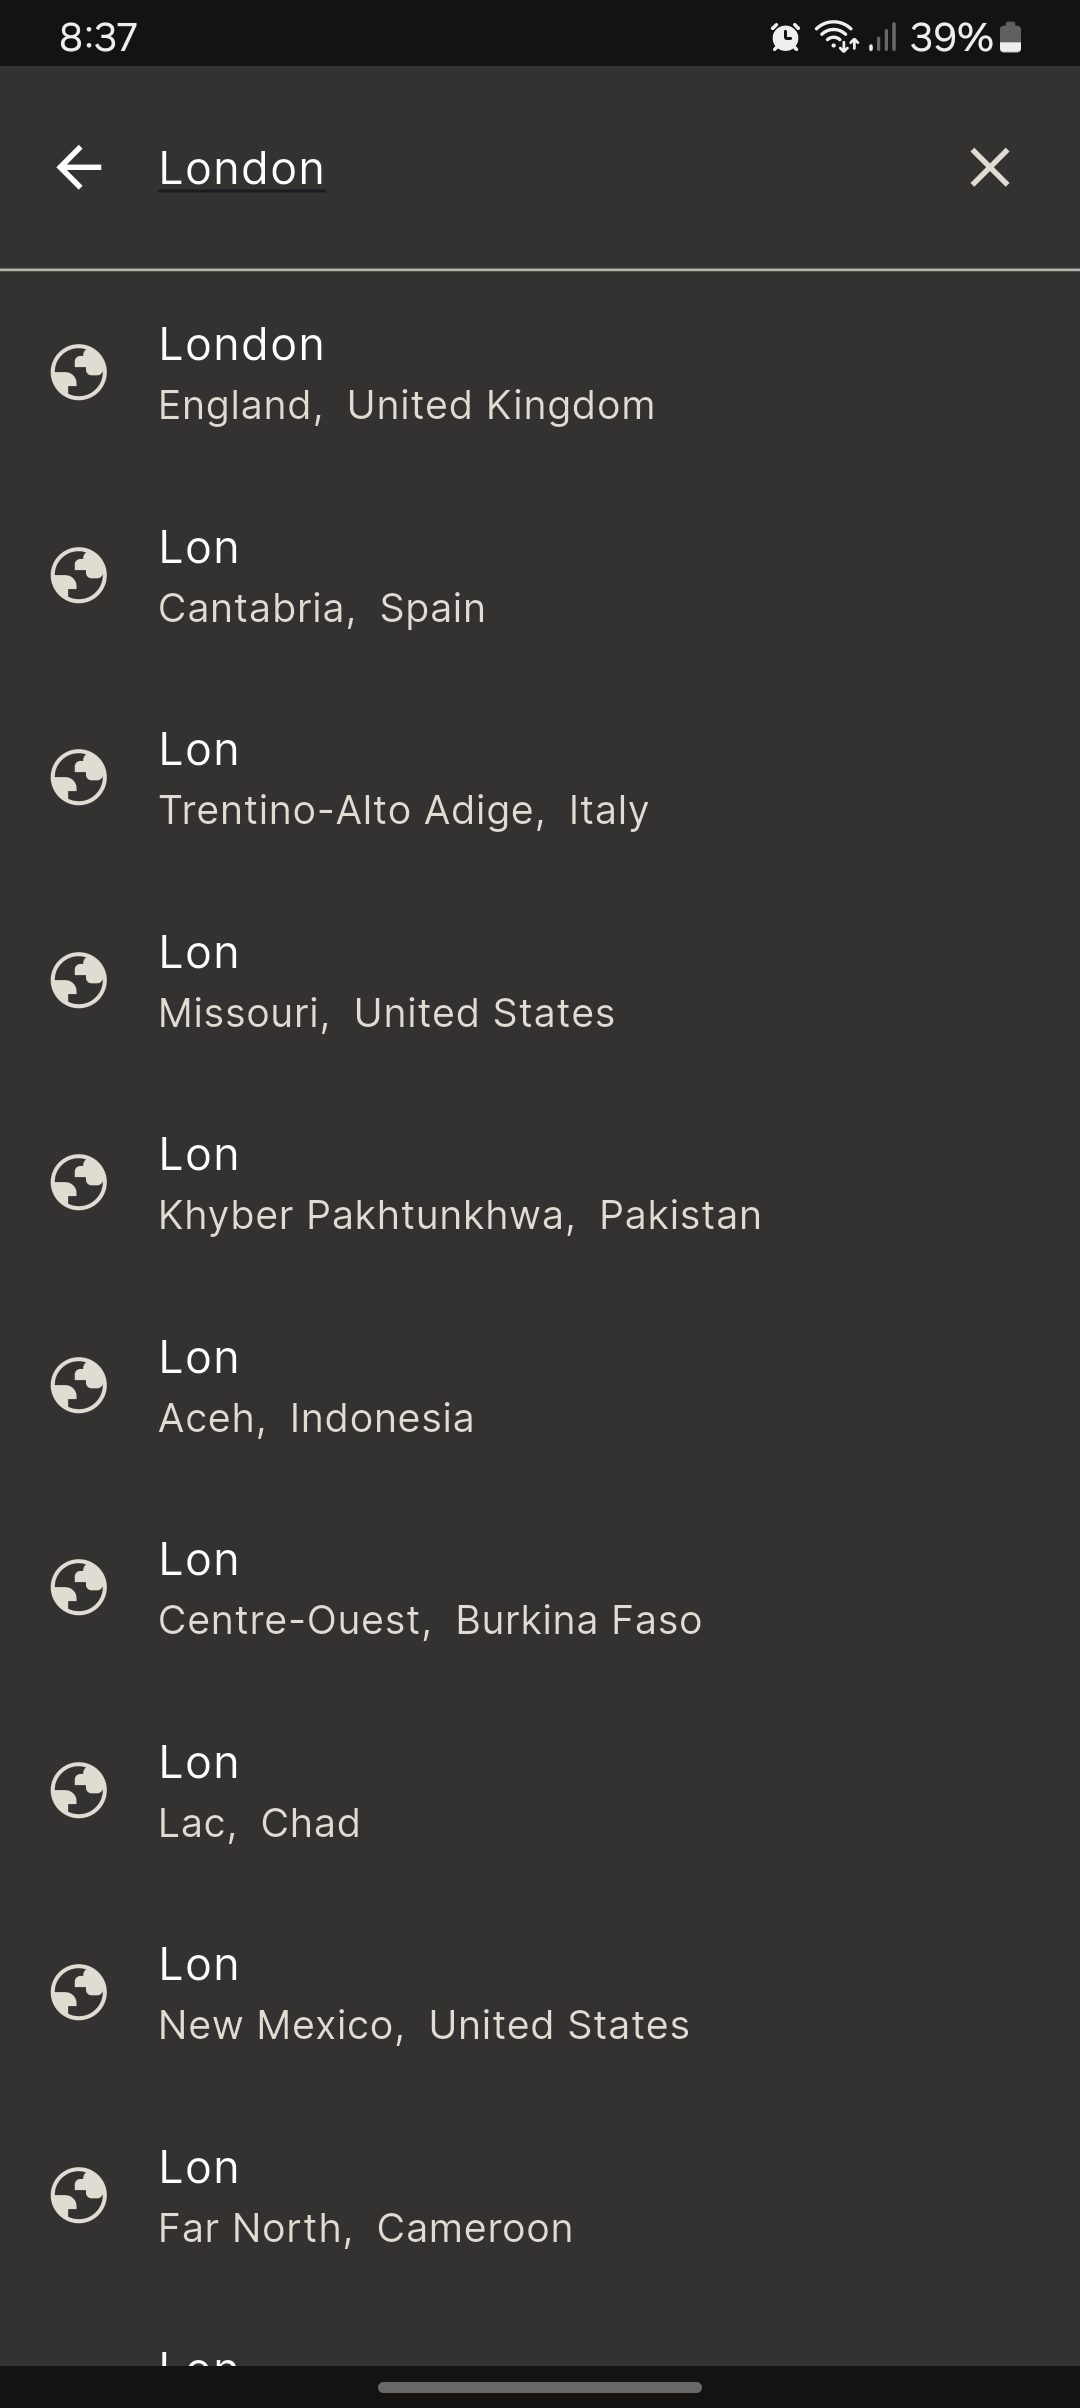 8:37
39%
London
London
England, United Kingdom
Lon
Cantabria, Spain
Lon
Trentino-Alto Adige, Italy
Lon
Missouri, United States
Lon
Khyber Pakhtunkhwa, Pakistan
Lon
Aceh, Indonesia
Lon
Centre-Ouest, Burkina Faso
Lon
Lac, Chad
Lon
New Mexico, United States
Lon
Far North, Cameroon
Lon